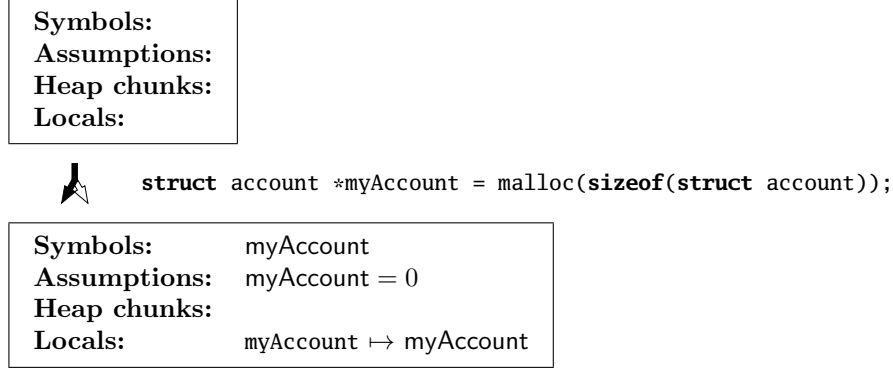 Symbols:
Assumptions:
Heap chunks:
Locals:
struct account *myAccount = malloc(sizeof(struct account));
Symbols: myAccount
Assumptions: myAccount = 0
Heap chunks:
Locals: myAccount ↦ myAccount